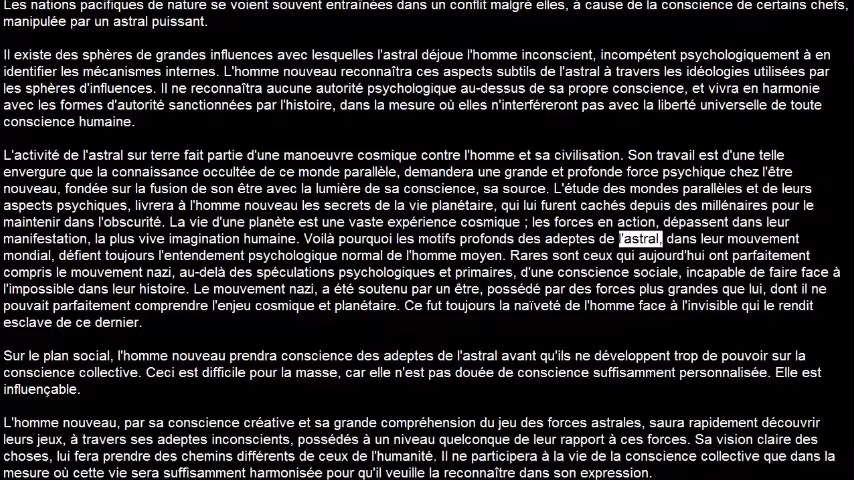 Les nations pacifiques de nature se voient souvent entraînées dans un conflit malgré elles, à cause de la conscience de certains chefs,
manipulée par un astral puissant.
Il existe des sphères de grandes influences avec lesquelles l'astral déjoue l'homme inconscient, incompétent psychologiquement à en
identifier les mécanismes internes. L'homme nouveau reconnaîtra ces aspects subtils de l'astral à travers les idéologies utilisées par
les sphères d'influences. Il ne reconnaîtra aucune autorité psychologique au-dessus de sa propre conscience, et vivra en harmonie
avec les formes d'autorité sanctionnées par l'histoire, dans la mesure où elles n'interféreront pas avec la liberté universelle de toute
conscience humaine.
L'activité de l'astral sur terre fait partie d'une manoeuvre cosmique contre l'homme et sa civilisation. Son travail est d'une telle
envergure que la connaissance occultée de ce monde parallèle, demandera une grande et profonde force psychique chez l'être
nouveau, fondée sur la fusion de son être avec la lumière de sa conscience, sa source. L'étude des mondes parallèles et de leurs
aspects psychiques, livrera à l'homme nouveau les secrets de la vie planétaire, qui lui furent cachés depuis des millénaires pour le
maintenir dans l'obscurité. La vie d'une planète est une vaste expérience cosmique ; les forces en action, dépassent dans leur
manifestation, la plus vive imagination humaine. Voilà pourquoi les motifs profonds des adeptes de l'astral, dans leur mouvement
mondial, défient toujours l'entendement psychologique normal de l'homme moyen. Rares sont ceux qui aujourd'hui ont parfaitement
compris le mouvement nazi, au-delà des spéculations psychologiques et primaires, d'une conscience sociale, incapable de faire face à
l'impossible dans leur histoire. Le mouvement nazi, a été soutenu par un être, possédé par des forces plus grandes que lui, dont il ne
pouvait parfaitement comprendre l'enjeu cosmique et planétaire. Ce fut toujours la naïveté de l'homme face à l'invisible qui le rendit
esclave de ce dernier.
Sur le plan social, l'homme nouveau prendra conscience des adeptes de l'astral avant qu'ils ne développent trop de pouvoir sur la
conscience collective. Ceci est difficile pour la masse, car elle n'est pas douée de conscience suffisamment personnalisée. Elle est
influençable.
L'homme nouveau, par sa conscience créative et sa grande compréhension du jeu des forces astrales, saura rapidement découvrir
leurs jeux, à travers ses adeptes inconscients, possédés à un niveau quelconque de leur rapport à ces forces. Sa vision claire des
choses, lui fera prendre des chemins différents de ceux de l'humanité. Il ne participera à la vie de la conscience collective que dans la
mesure où cette vie sera suffisamment harmonisée pour qu'il veuille la reconnaître dans son expression.